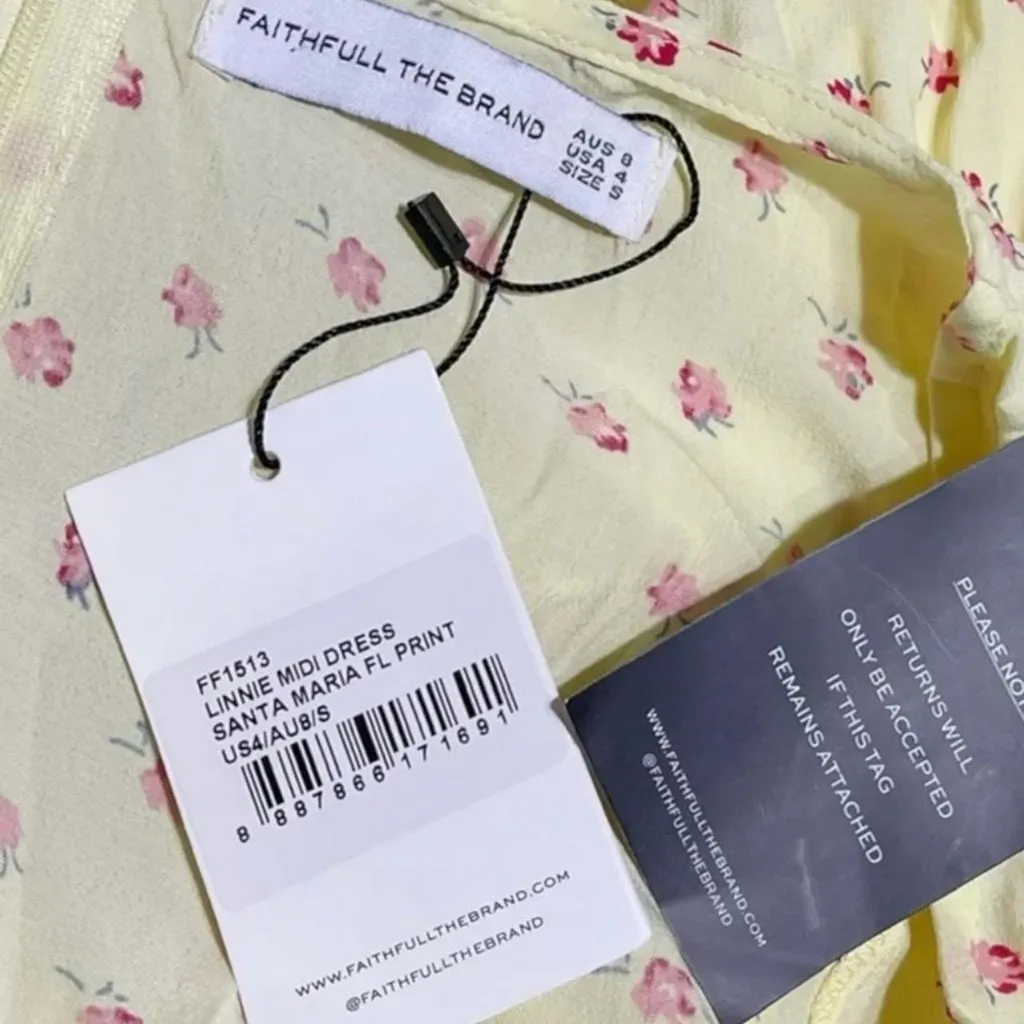 FAITHFULL THE BRAND
AUS 8
USA 4
SIZE S
FF1513
LINNIE MIDI DRESS
SANTA MARIA FL PRINT
US4/AU8/S
8 887866 171691
WWW.FAITHFULLTHEBRAND.COM
@FAITHFULLTHEBRAND
PLEASE NOT
RETURNS WILL
ONLY BE ACCEPTED
IF THIS TAG
REMAINS ATTACHED
WWW.FAITHFULLTHEBRAND.COM
@FAITHFULLTHEBRAND